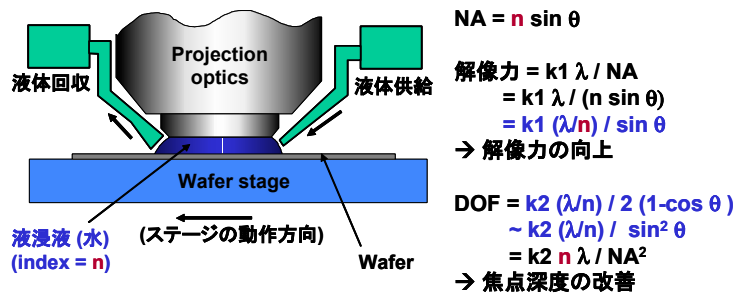 Projection
optics
液体回収
液体供給
Wafer stage
液浸液 (水)
(index = n)
(ステージの動作方向)
Wafer
NA = n sin θ
解像力 = k1 λ / NA
= k1 λ / (n sin θ)
= k1 (λ/n) / sin θ
→ 解像力の向上
DOF = k2 (λ/n) / 2 (1-cos θ )
~ k2 (λ/n) / sin² θ
= k2 n λ / NA²
→ 焦点深度の改善